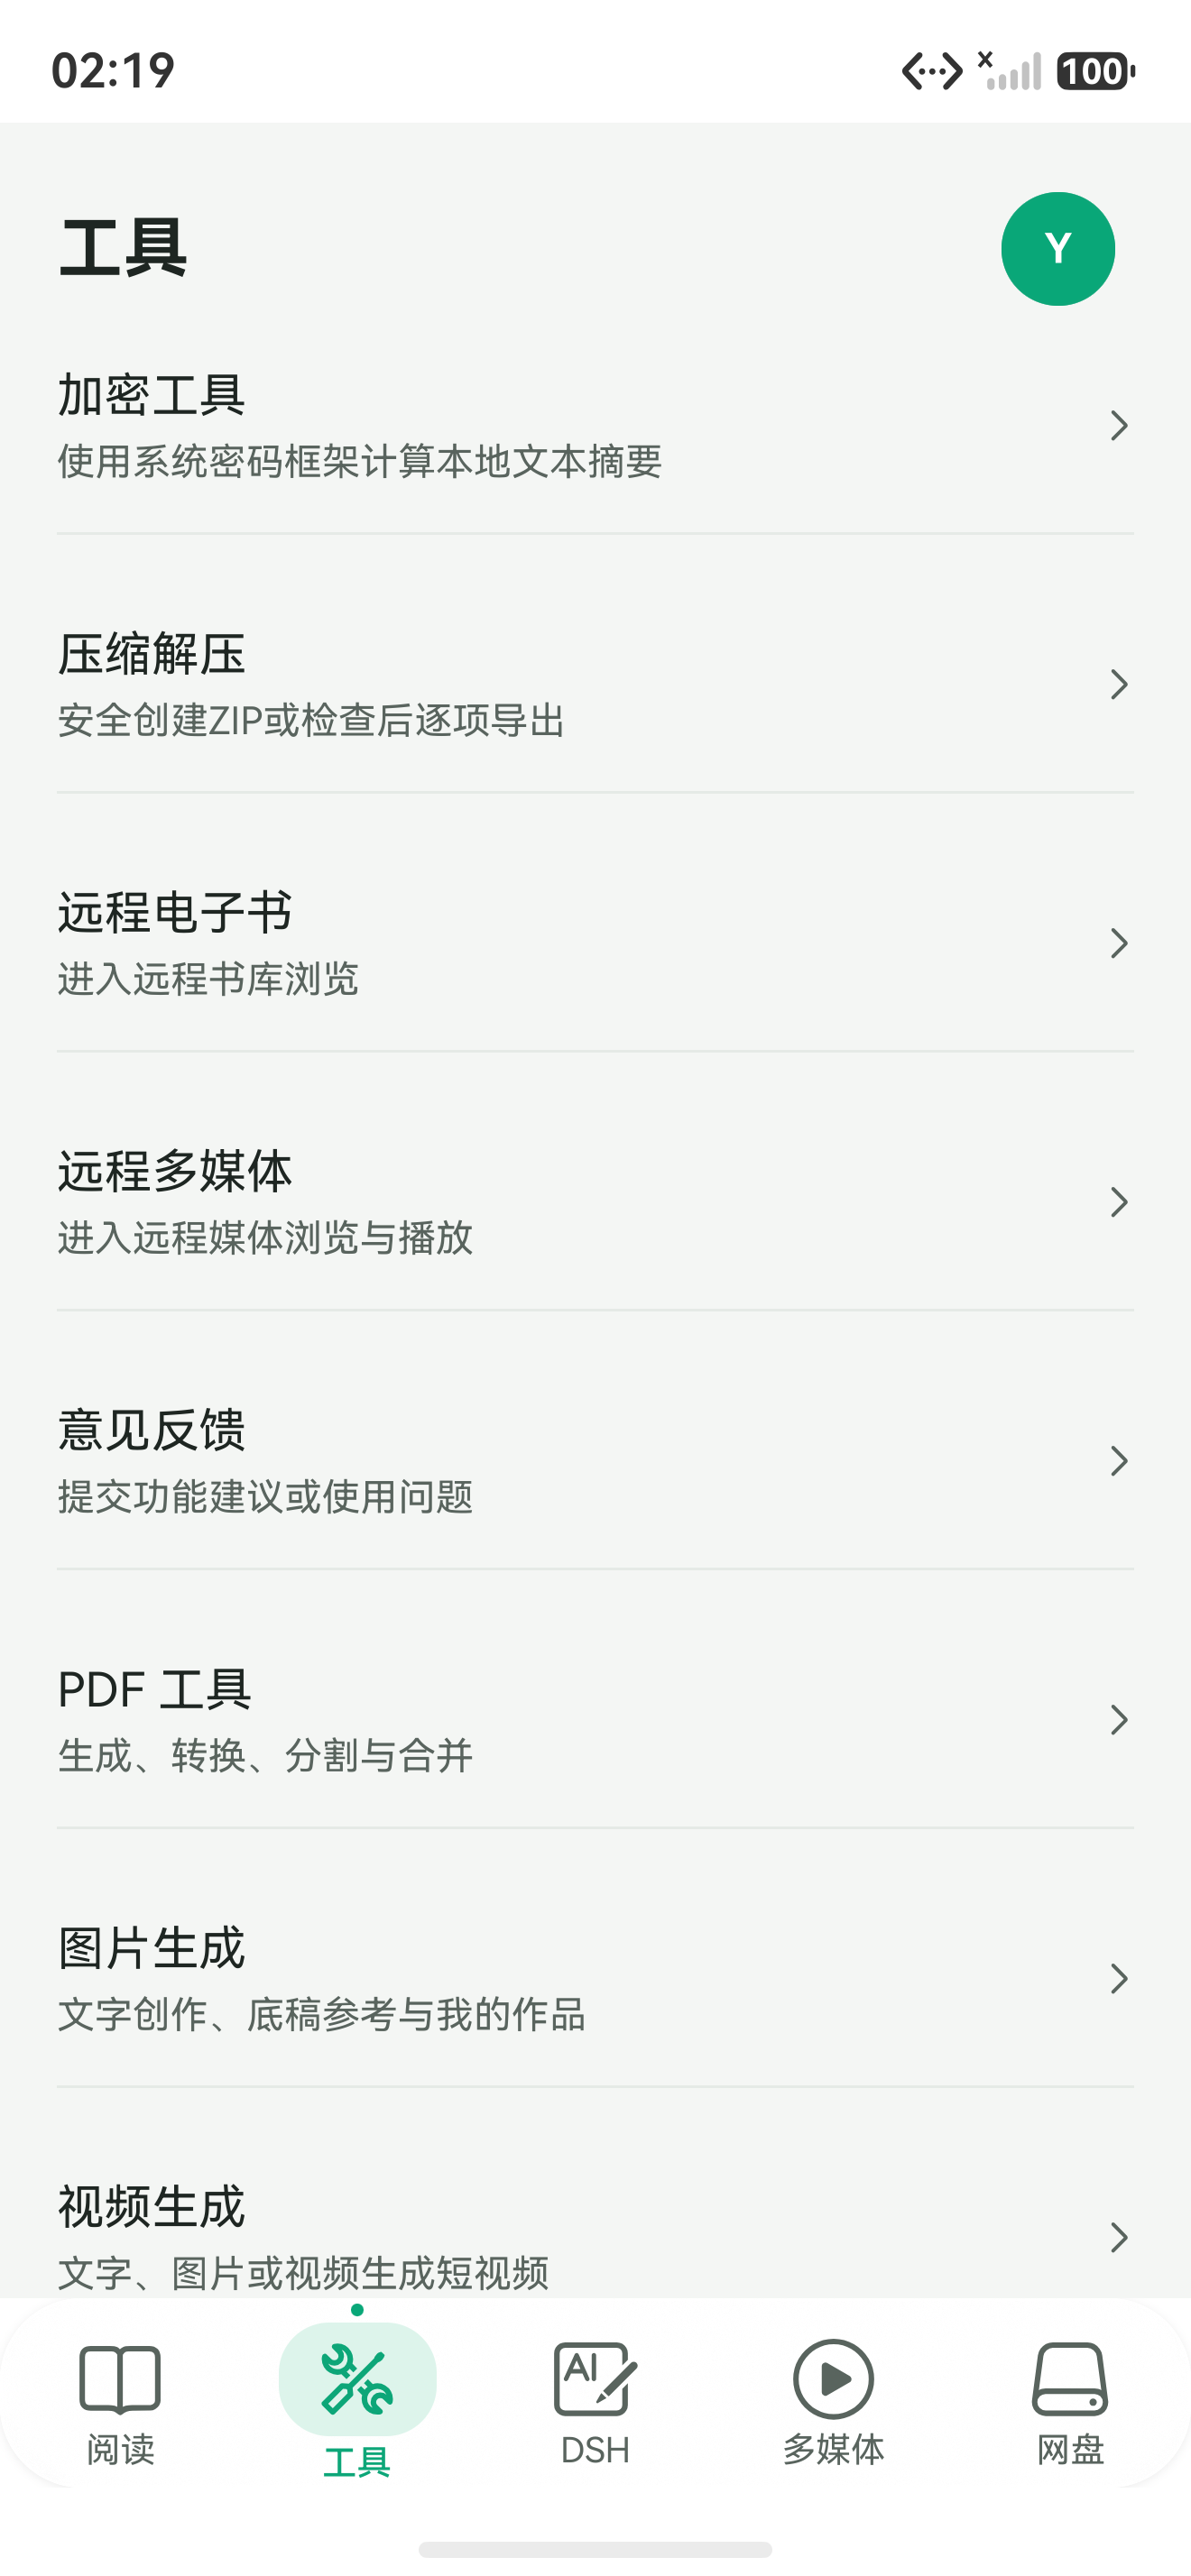 02:19
100
工具
Y
加密工具
使用系统密码框架计算本地文本摘要
压缩解压
安全创建ZIP或检查后逐项导出
远程电子书
进入远程书库浏览
远程多媒体
进入远程媒体浏览与播放
意见反馈
提交功能建议或使用问题
PDF 工具
生成、转换、分割与合并
图片生成
文字创作、底稿参考与我的作品
视频生成
文字、图片或视频生成短视频
AI
阅读
工具
DSH
多媒体
网盘